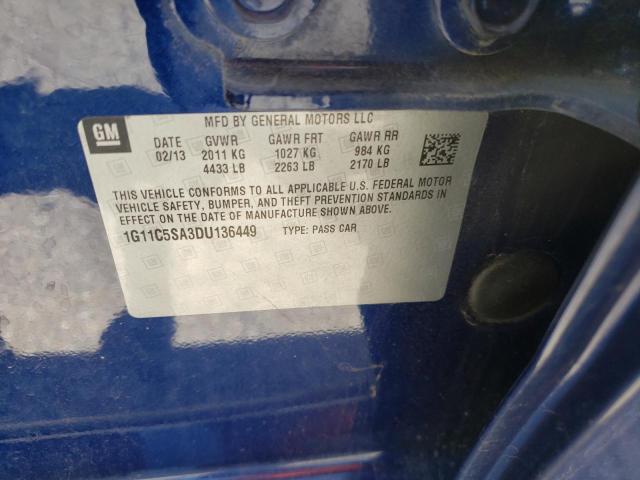 GM
MFD BY GENERAL MOTORS LLC
DATE GVWR GAWR FRT GAWR RR
02/13 2011 KG 1027 KG 984 KG
4433 LB 2263 LB 2170 LB
THIS VEHICLE CONFORMS TO ALL APPLICABLE U.S. FEDERAL MOTOR
VEHICLE SAFETY, BUMPER, AND THEFT PREVENTION STANDARDS IN
EFFECT ON THE DATE OF MANUFACTURE SHOWN ABOVE.
1G11C5SA3DU136449 TYPE: PASS CAR